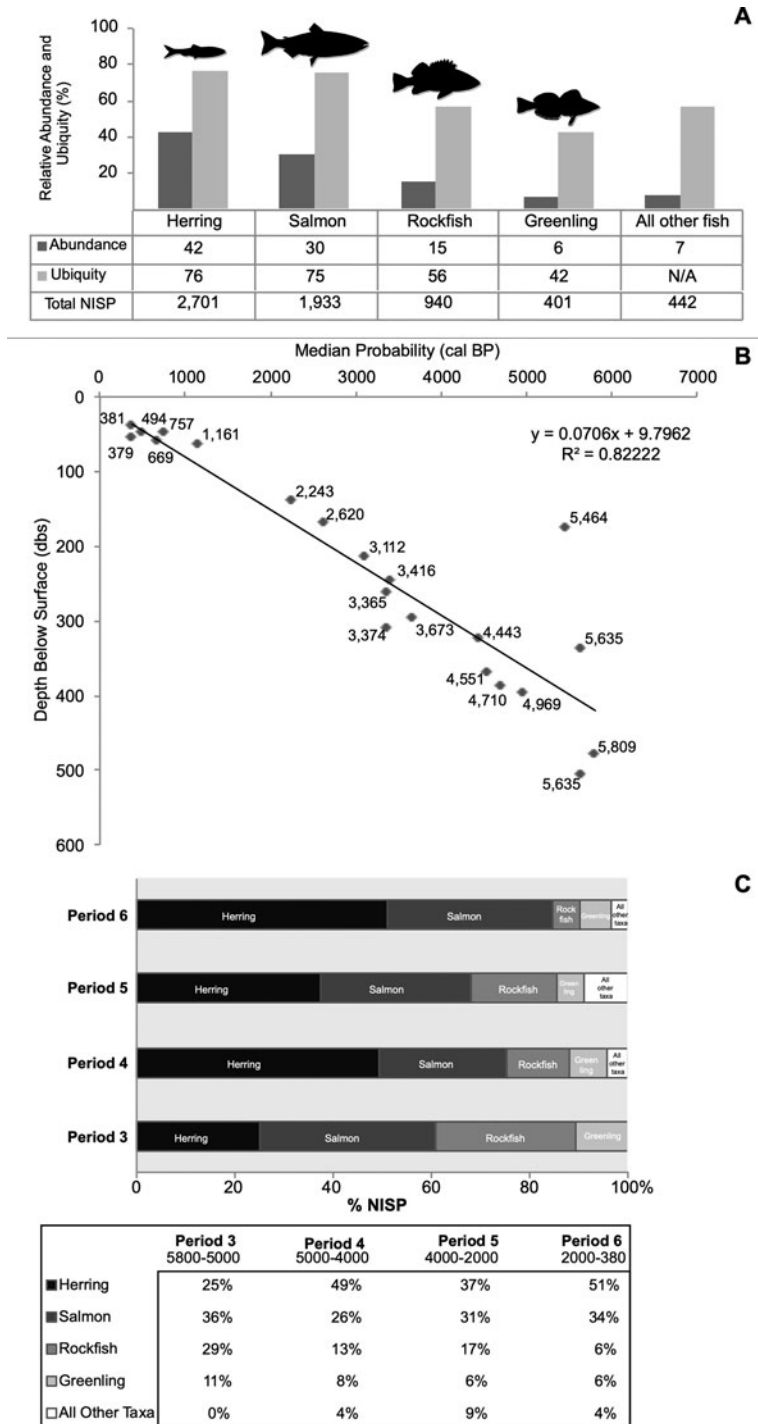 A
Relative Abundance and
Ubiquity (%)
100
80
60
40
20
Herring Salmon Rockfish Greenling All other fish
Abundance 42 30 15 6 7
Ubiquity 76 75 56 42 N/A
Total NISP 2,701 1,933 940 401 442
B
Median Probability (cal BP)
0 1000 2000 3000 4000 5000 6000 7000
Depth Below Surface (dbs)
0
100
200
300
400
500
600
y = 0.0706x + 9.7962
R² = 0.82222
381 494 757
379 669 1,161
2,243
2,620
5,464
3,112
3,416
3,365
3,374 3,673 4,443
5,635
4,551
4,710 4,969
5,809
5,635
C
Period 6 Herring Salmon Rock
fish Greenling All
other
taxa
Period 5 Herring Salmon Rockfish Green
ling All
other
taxa
Period 4 Herring Salmon Rockfish Green
ling All
other
taxa
Period 3 Herring Salmon Rockfish Greenling
0 20 40 60 80 100%
% NISP
Period 3 Period 4 Period 5 Period 6
5800-5000 5000-4000 4000-2000 2000-380
Herring 25% 49% 37% 51%
Salmon 36% 26% 31% 34%
Rockfish 29% 13% 17% 6%
Greenling 11% 8% 6% 6%
All Other Taxa 0% 4% 9% 4%